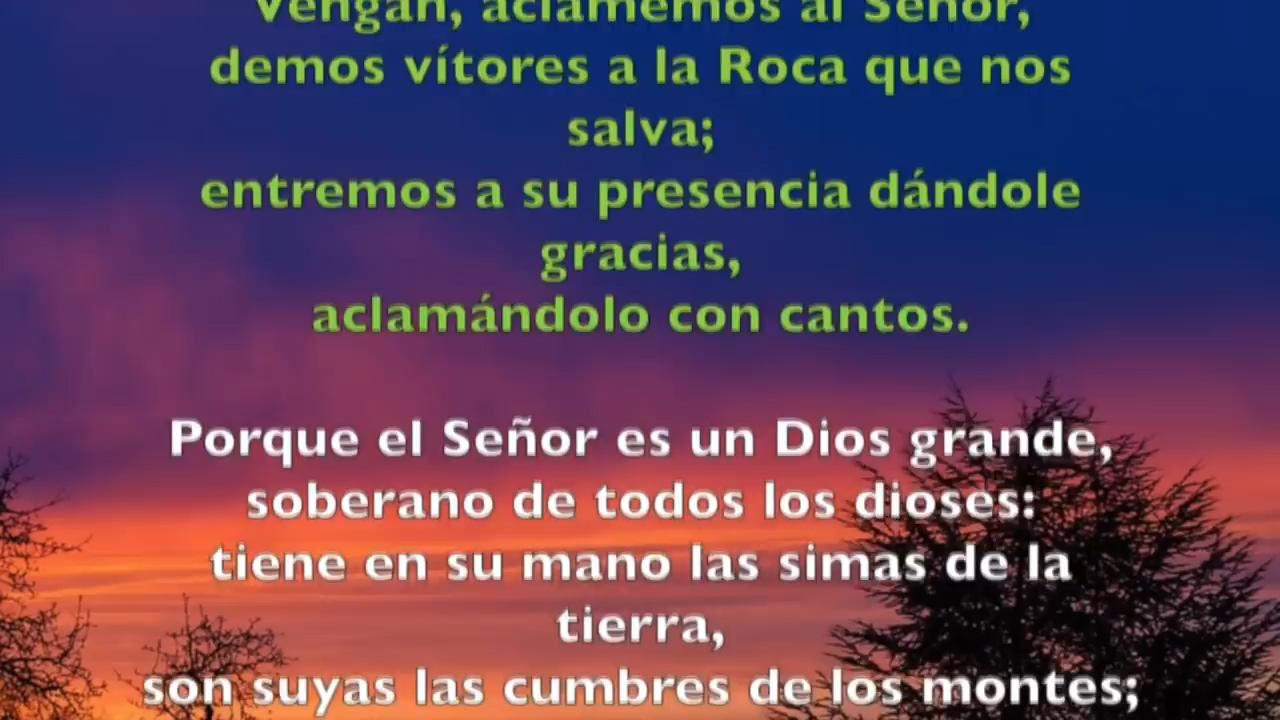 Vengan, aclamemos al Señor,
demos vítores a la Roca que nos
salva;
entremos a su presencia dándole
gracias,
aclamándolo con cantos.
Porque el Señor es un Dios grande,
soberano de todos los dioses:
tiene en su mano las simas de la
tierra,
son suyas las cumbres de los montes;